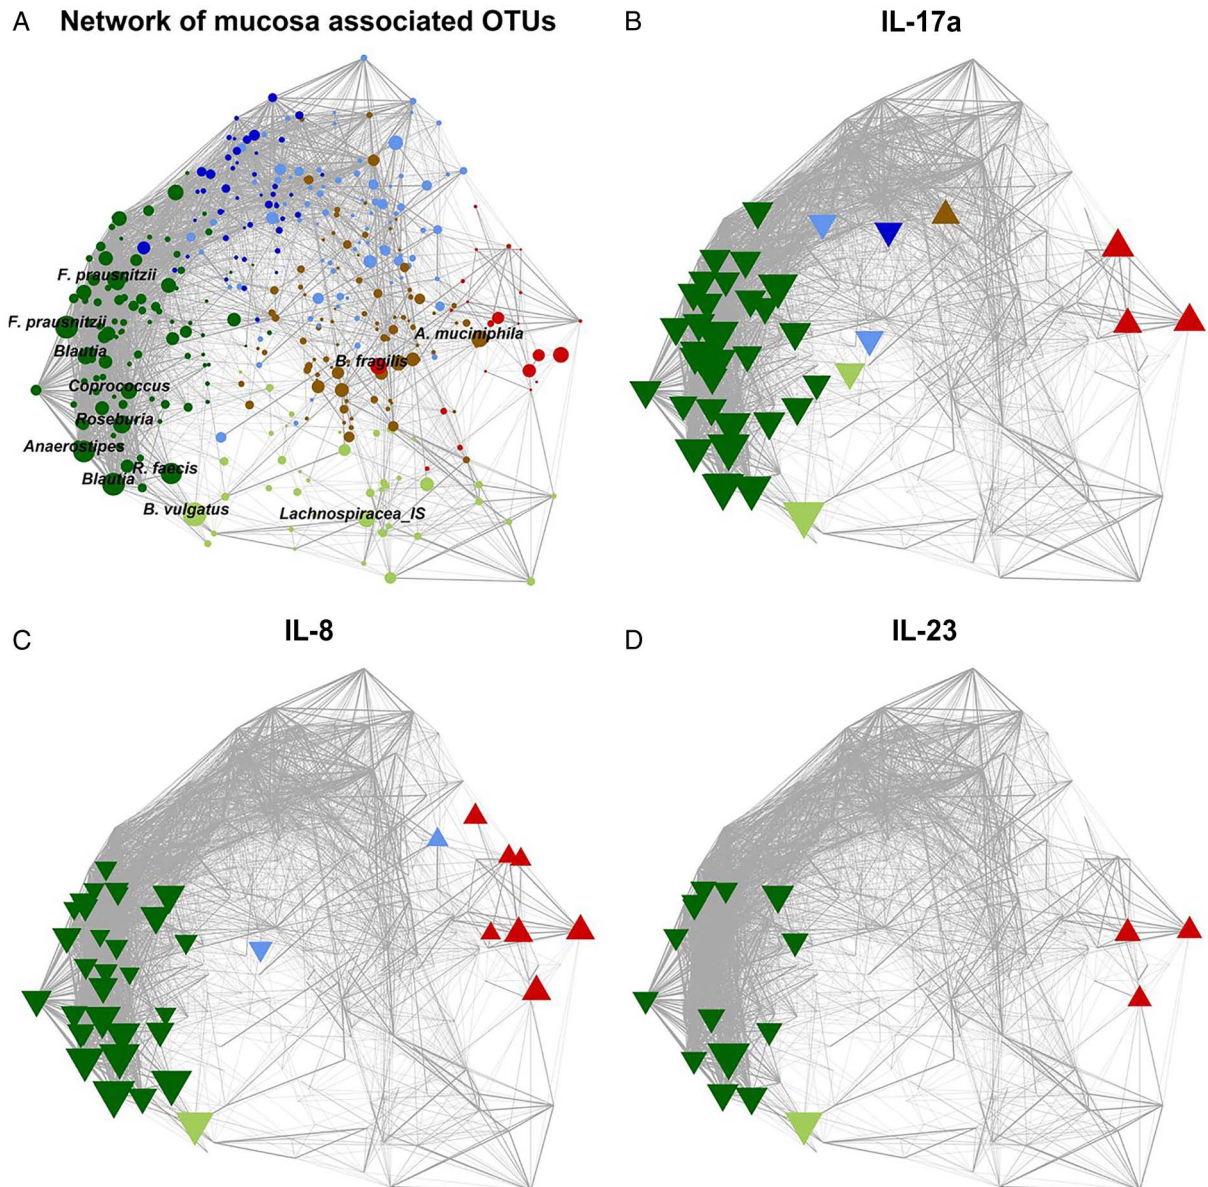 A Network of mucosa associated OTUs
B IL-17a
F. prausnitzii
F. prausnitzii
A. muciniphila
Blautia
B. fragilis
Coprococcus
Roseburia
Anaerostipes
R. faecis
Blautia
B. vulgatus
Lachnospiracea_IS
C IL-8
D IL-23